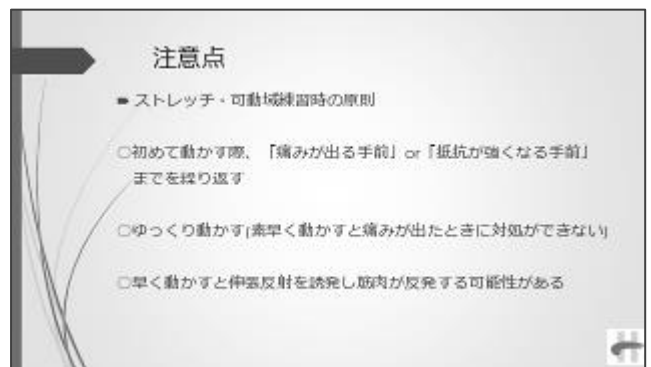 注意点
ストレッチ・可動域練習時の原則
○初めて動かす際、「痛みが出る手前」or「抵抗が強くなる手前」
までを繰り返す
○ゆっくり動かす(素早く動かすと痛みが出たときに対処ができない)
○早く動かすと伸張反射を誘発し筋肉が反発する可能性がある